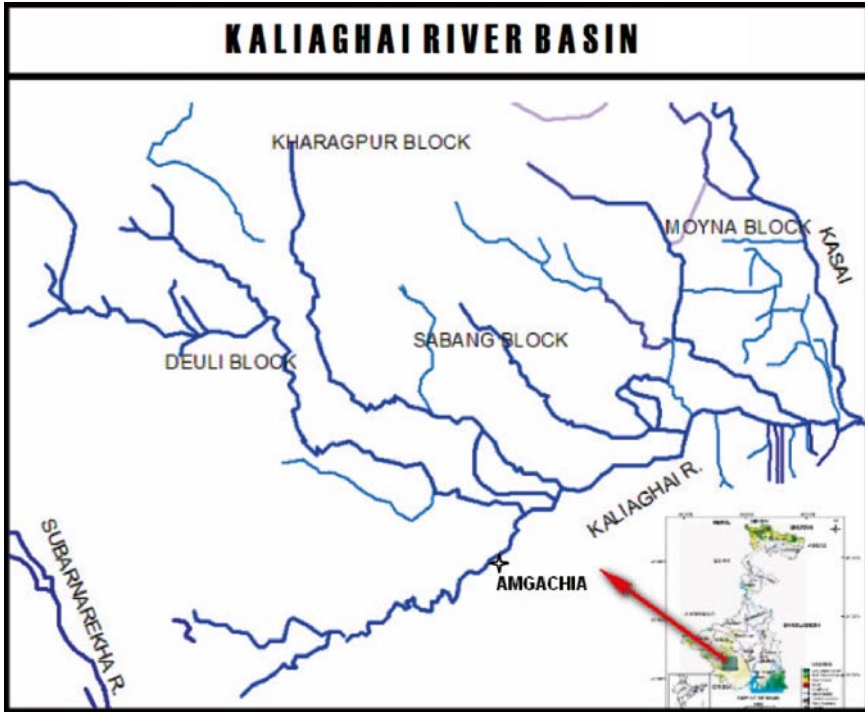 KALIAGHAI RIVER BASIN
KHARAGPUR BLOCK
MOYNA BLOCK
KASAI
SABANG BLOCK
DEULI BLOCK
KALIAGHAI R.
SUBARNAREKHA R.
AMGACHIA